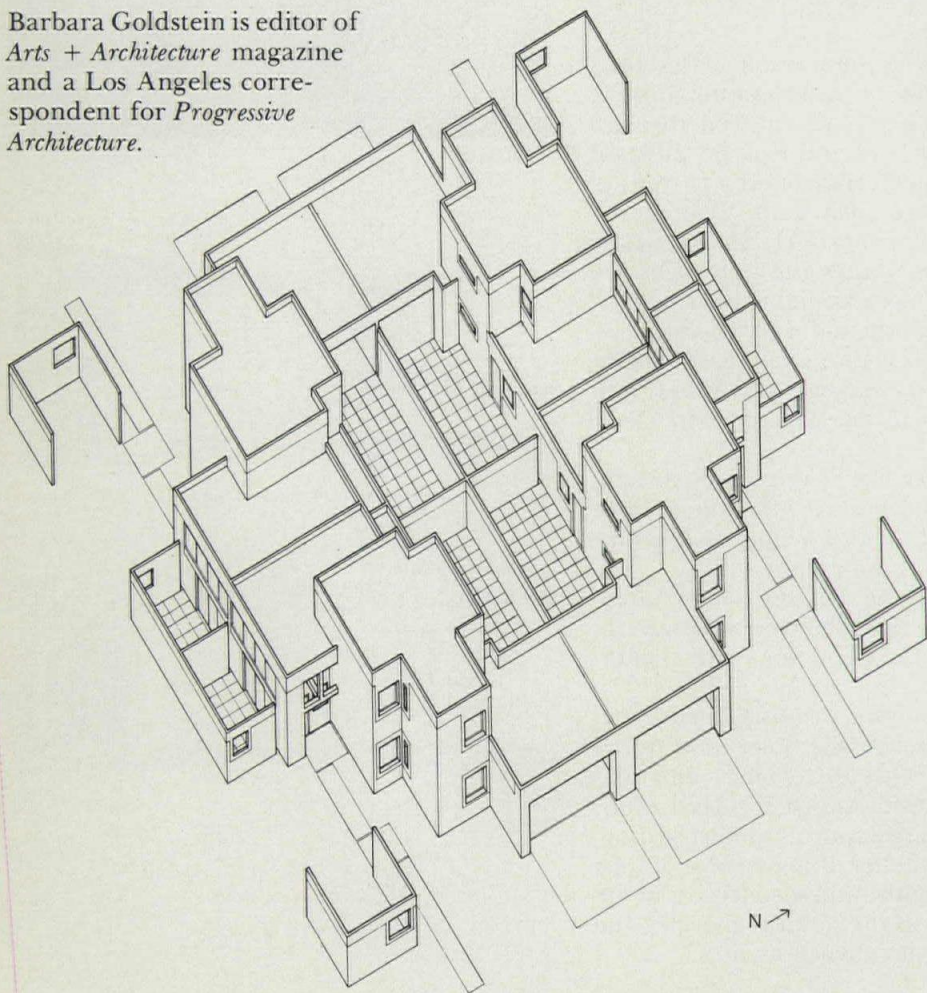 Barbara Goldstein is editor of
Arts + Architecture magazine
and a Los Angeles corre-
spondent for Progressive
Architecture.
N